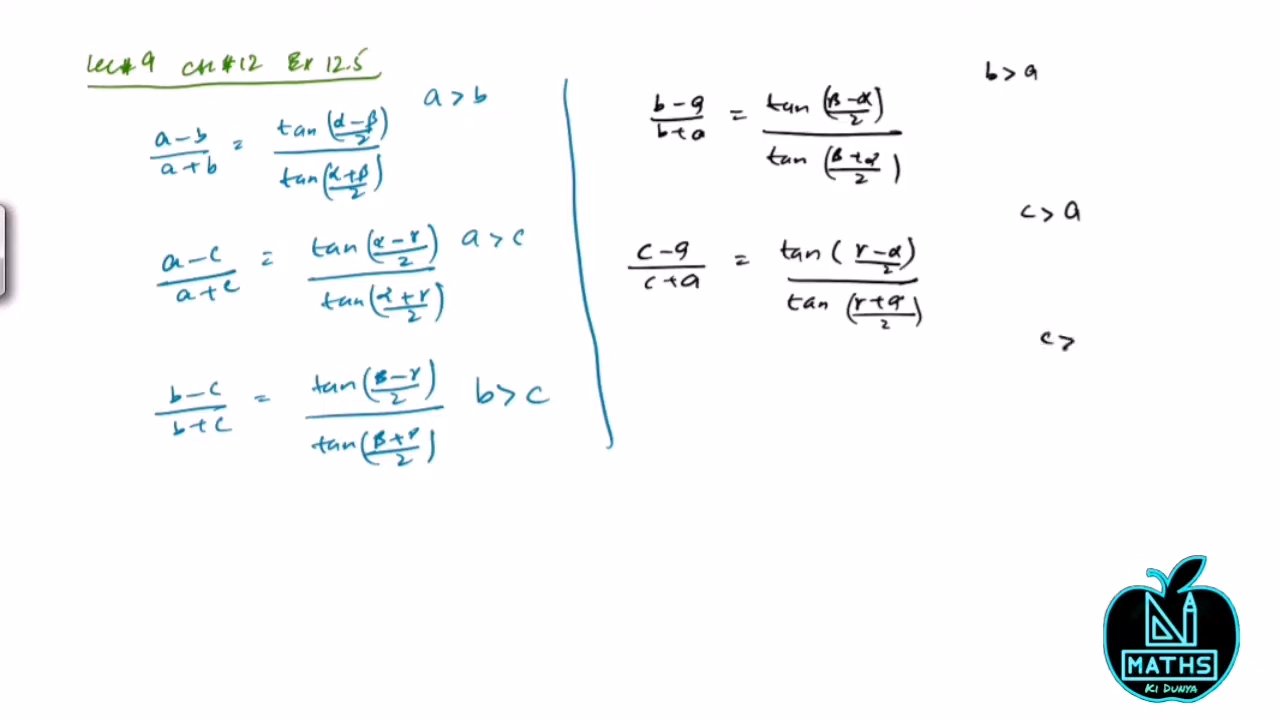 Lec# 9 CH #12 Ex 12.5
a > b
a-b/a+b = tan(α-β/2)/tan(α+β/2)
a-c/a+c = tan(α-γ/2)/tan(α+γ/2) a > c
b-c/b+c = tan(β-γ/2)/tan(β+γ/2) b > c
b > a
b-a/b+a = tan(β-α/2)/tan(β+α/2)
c > a
c-a/c+a = tan(γ-α/2)/tan(γ+α/2)
c >
MATHS
KI DUNYA